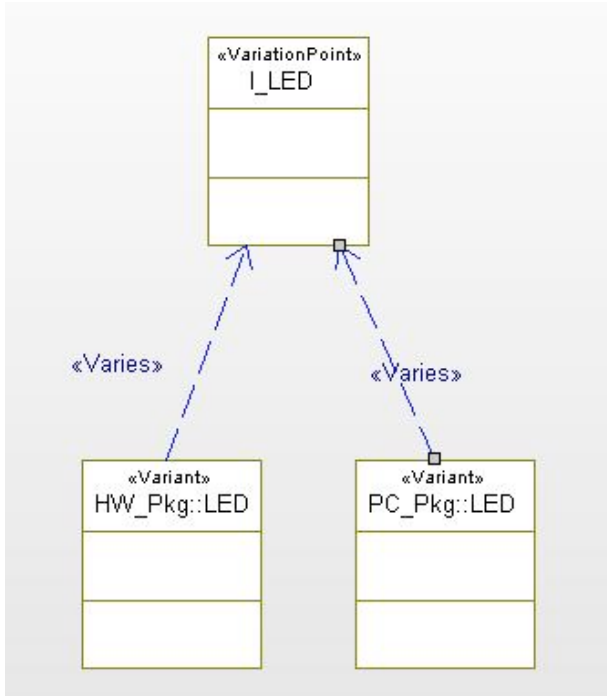 «VariationPoint»
I_LED
«Varies»
«Varies»
«Variant»
HW_Pkg::LED
«Variant»
PC_Pkg::LED